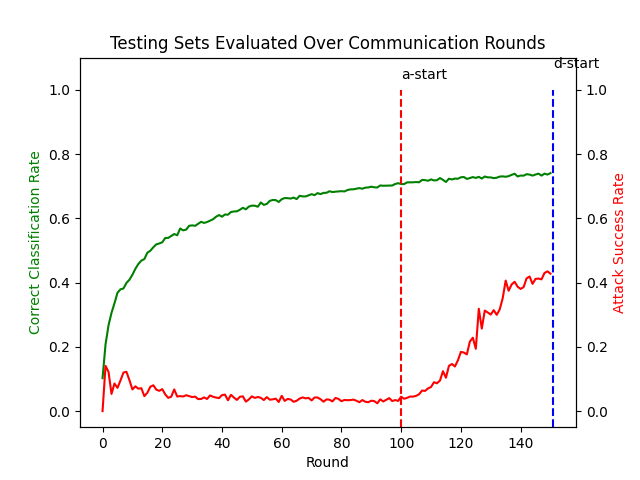 Testing Sets Evaluated Over Communication Rounds
a-start
d-start
Correct Classification Rate
1.0
0.8
0.6
0.4
0.2
0.0
1.0
0.8
0.6
0.4
0.2
0.0
Attack Success Rate
0 20 40 60 80 100 120 140
Round